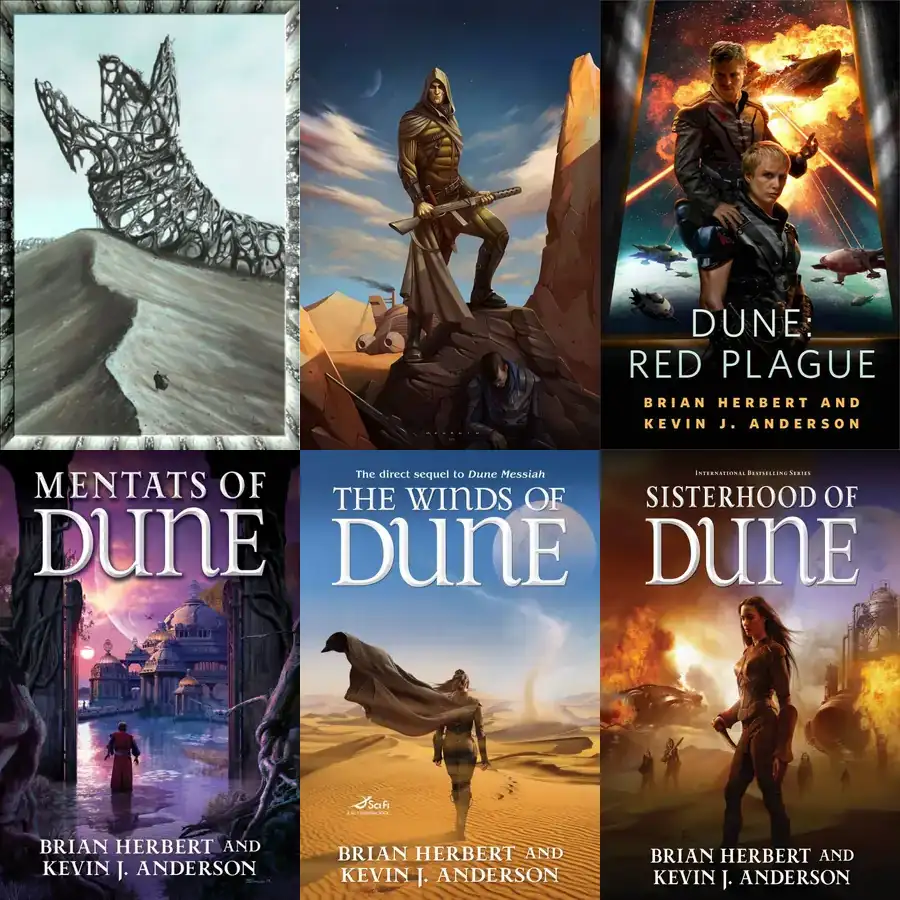 DUNE:
RED PLAGUE
BRIAN HERBERT AND
KEVIN J. ANDERSON
MENTATS OF
DUNE
BRIAN HERBERT AND
KEVIN J. ANDERSON
The direct sequel to Dune Messiah
THE WINDS OF
DUNE
SciFi
BRIAN HERBERT AND
KEVIN J. ANDERSON
INTERNATIONAL BESTSELLING SERIES
SISTERHOOD OF
DUNE
BRIAN HERBERT AND
KEVIN J. ANDERSON